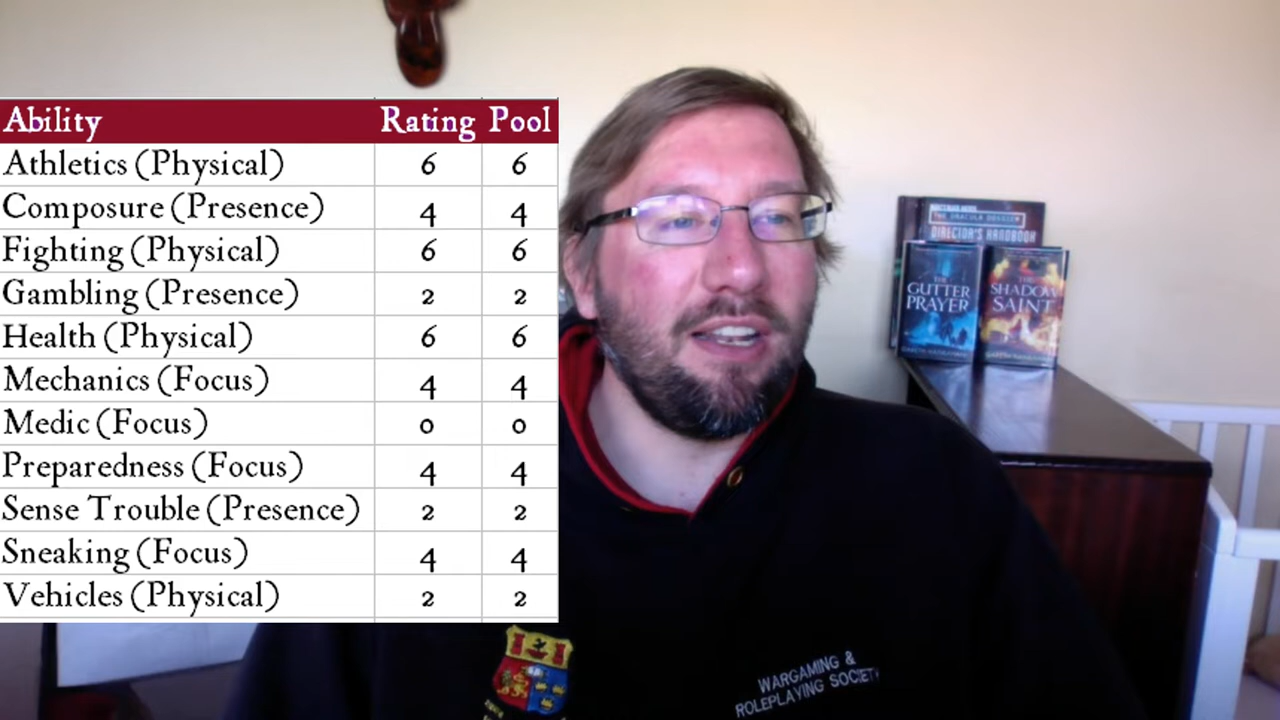 Ability Rating Pool
Athletics (Physical) 6 6
Composure (Presence) 4 4
Fighting (Physical) 6 6
Gambling (Presence) 2 2
Health (Physical) 6 6
Mechanics (Focus) 4 4
Medic (Focus) 0 0
Preparedness (Focus) 4 4
Sense Trouble (Presence) 2 2
Sneaking (Focus) 4 4
Vehicles (Physical) 2 2
THE DRACULA DOSSIER
DIRECTOR'S HANDBOOK
THE
GUTTER
PRAYER
THE
SHADOW
SAINT
WARGAMING &
ROLEPLAYING SOCIETY